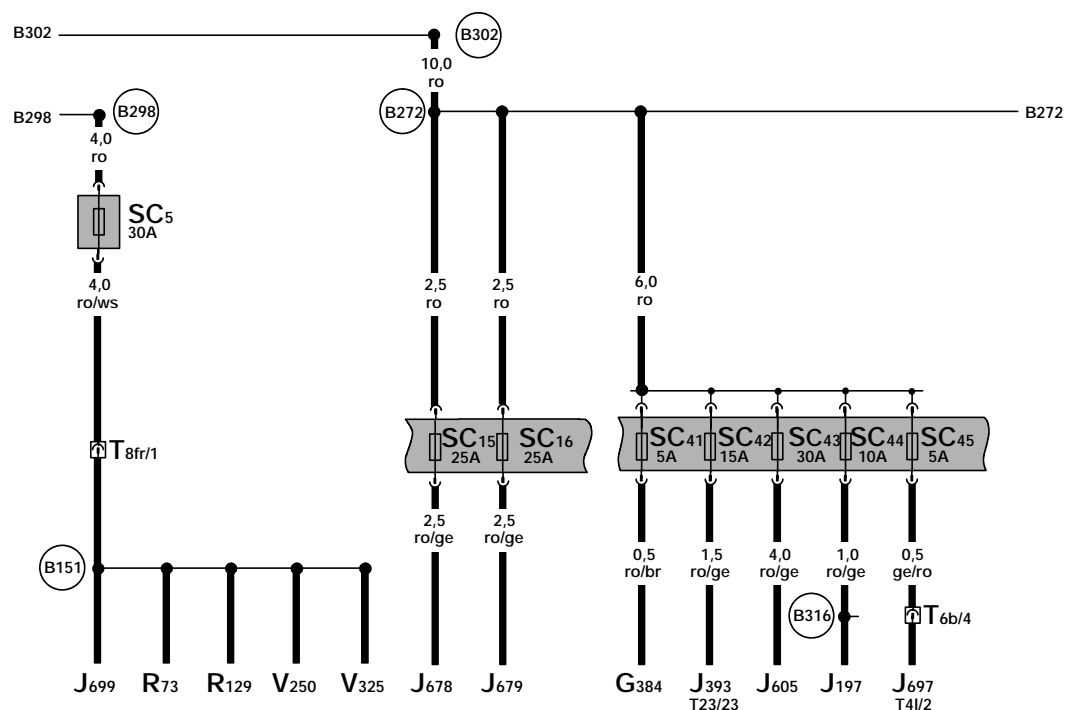 B302
B302
10,0
ro
B298
B298
B272
B272
4,0
ro
SC5
30A
4,0
ro/ws
2,5
ro
2,5
ro
6,0
ro
T8fr/1
SC15
25A
SC16
25A
SC41
5A
SC42
15A
SC43
30A
SC44
10A
SC45
5A
2,5
ro/ge
2,5
ro/ge
0,5
ro/br
1,5
ro/ge
4,0
ro/ge
1,0
ro/ge
0,5
ge/ro
B151
B316
T6b/4
J699
R73
R129
V250
V325
J678
J679
G384
J393
T23/23
J605
J197
J697
T4l/2